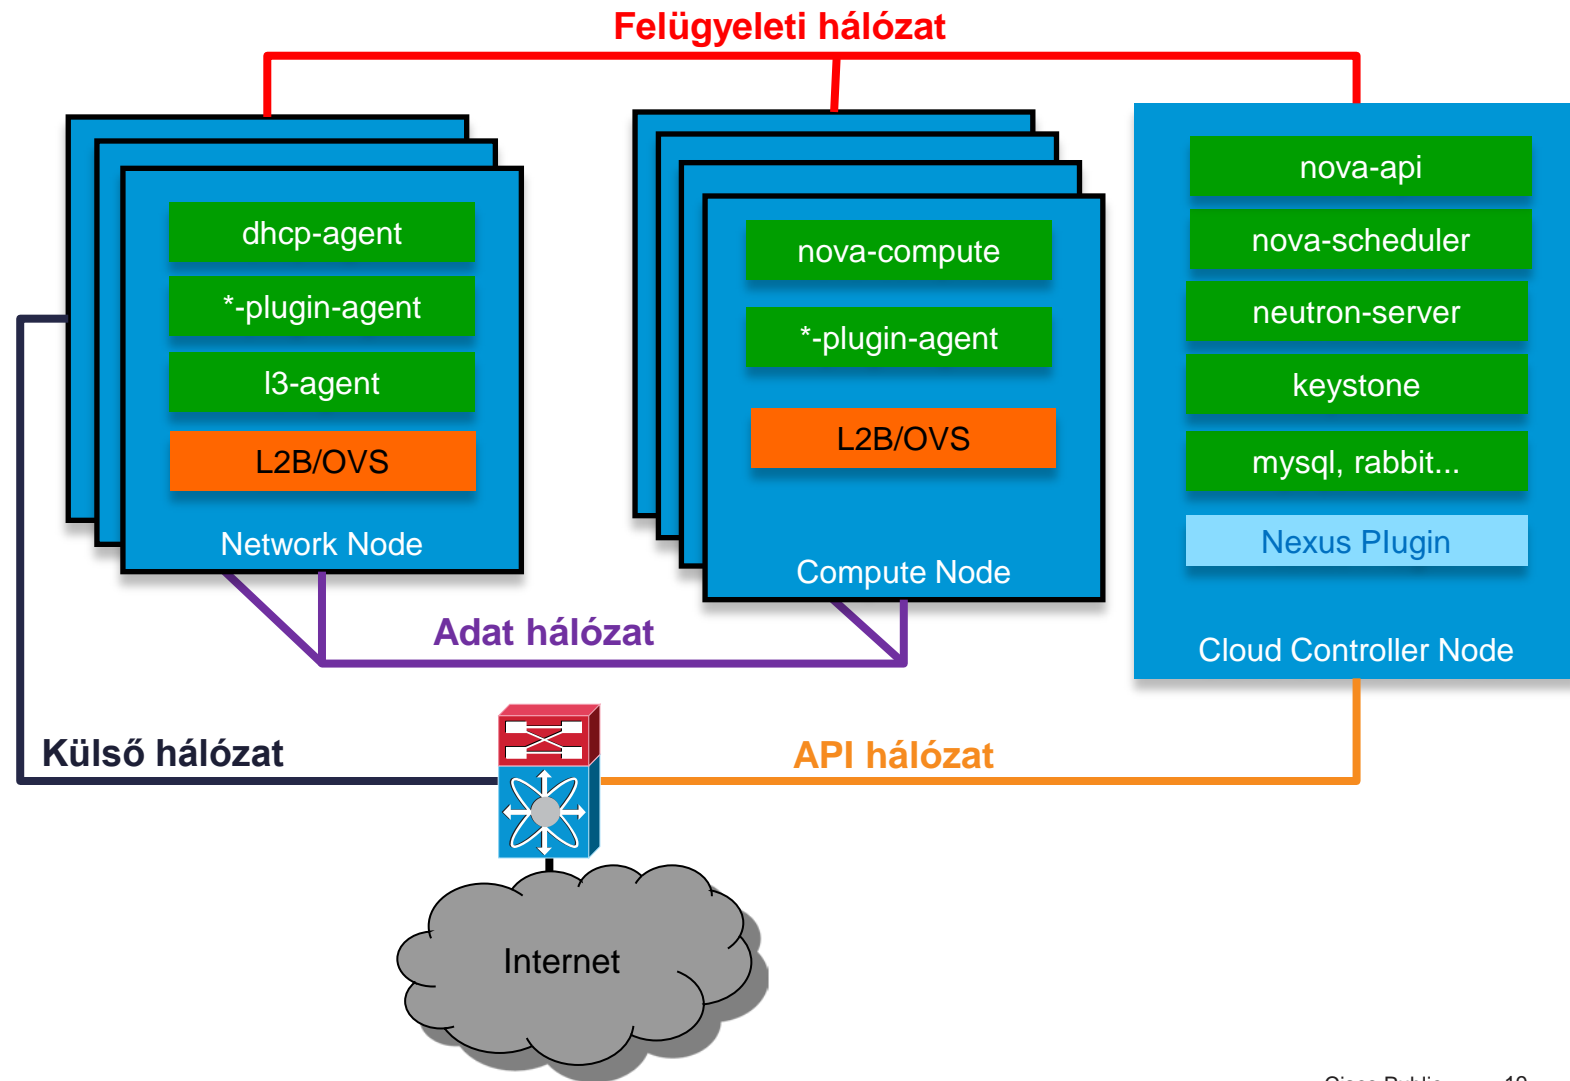 Felügyeleti hálózat
dhcp-agent
*-plugin-agent
l3-agent
L2B/OVS
Network Node
nova-compute
*-plugin-agent
L2B/OVS
Compute Node
nova-api
nova-scheduler
neutron-server
keystone
mysql, rabbit...
Nexus Plugin
Cloud Controller Node
Adat hálózat
Külső hálózat
API hálózat
Internet